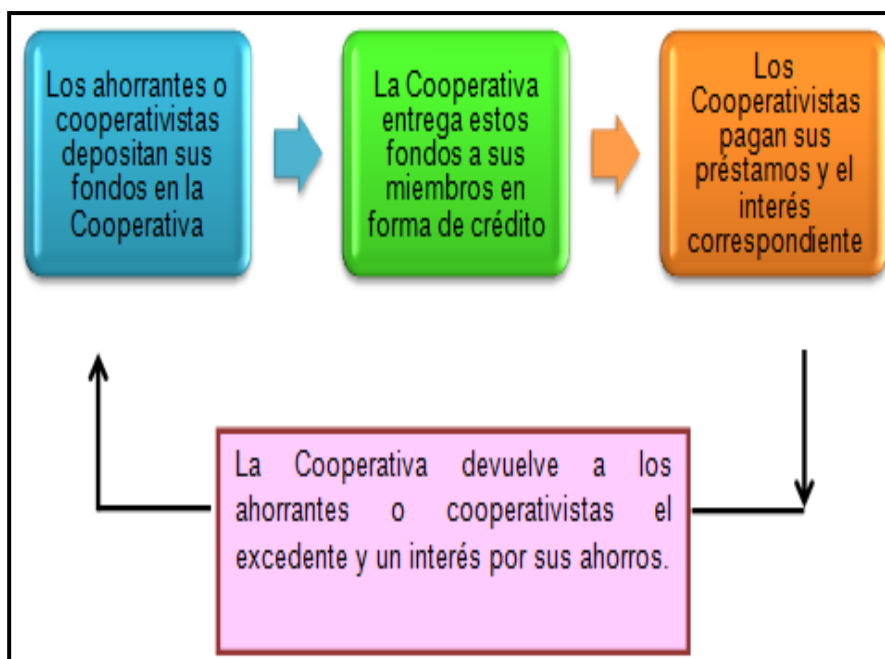 Los ahorrantes o
cooperativistas
depositan sus
fondos en la
Cooperativa
La Cooperativa
entrega estos
fondos a sus
miembros en
forma de crédito
Los
Cooperativistas
pagan sus
préstamos y el
interés
correspondiente
La Cooperativa devuelve a los
ahorrantes o cooperativistas el
excedente y un interés por sus ahorros.